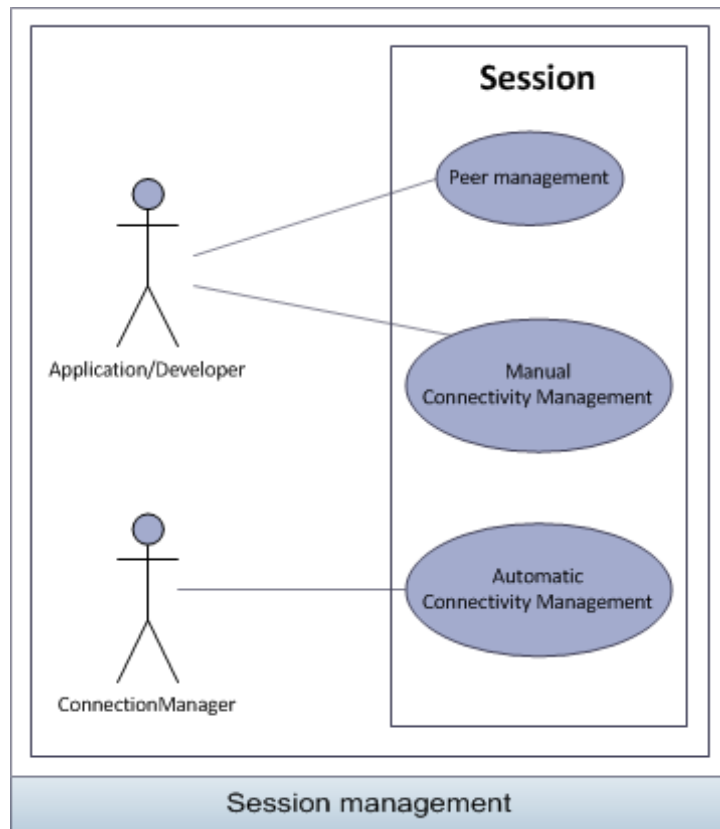 Session
Peer management
Application/Developer
Manual
Connectivity Management
Automatic
Connectivity Management
ConnectionManager
Session management